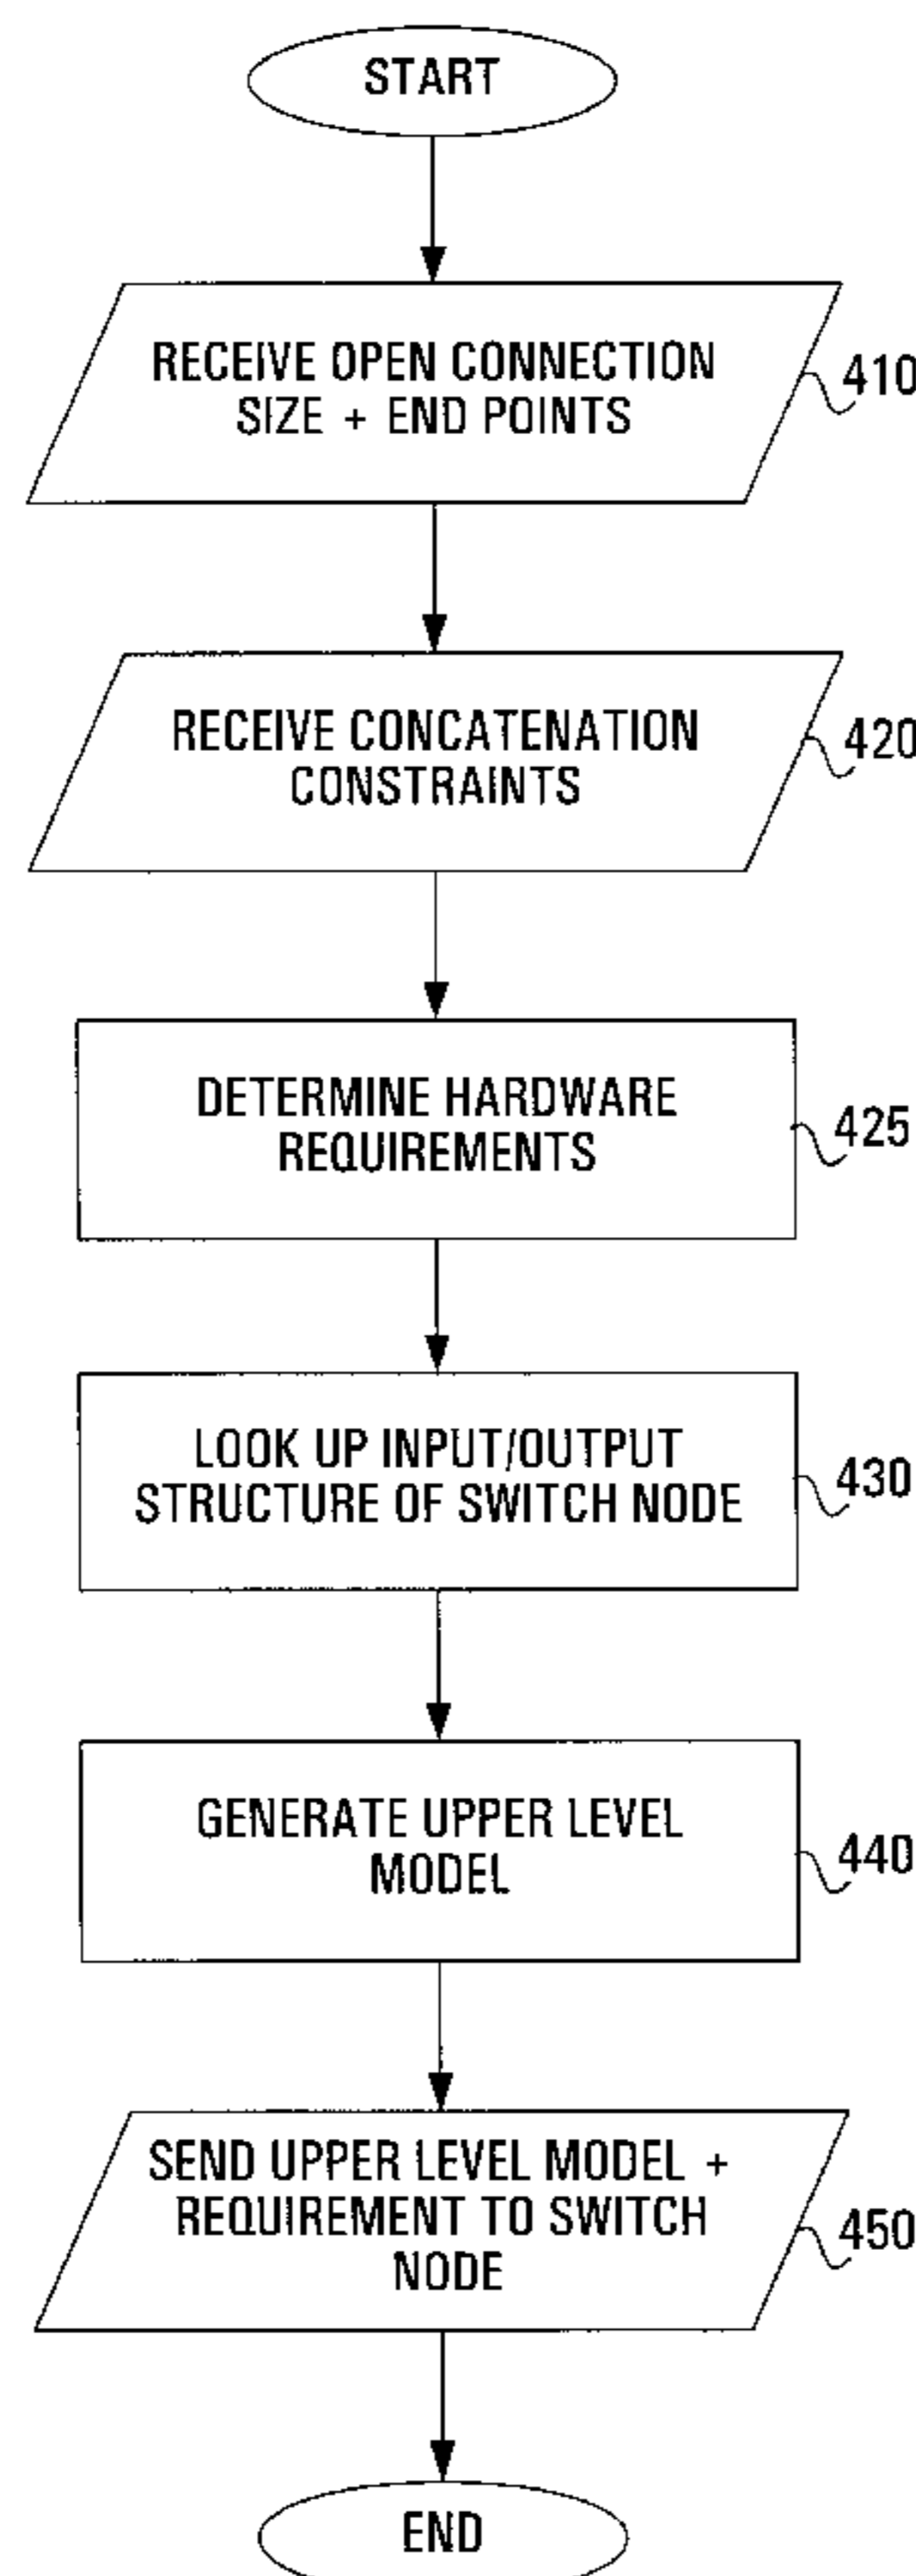 START
RECEIVE OPEN CONNECTION
SIZE + END POINTS
410
RECEIVE CONCATENATION
CONSTRAINTS
420
DETERMINE HARDWARE
REQUIREMENTS
425
LOOK UP INPUT/OUTPUT
STRUCTURE OF SWITCH NODE
430
GENERATE UPPER LEVEL
MODEL
440
SEND UPPER LEVEL MODEL +
REQUIREMENT TO SWITCH
NODE
450
END